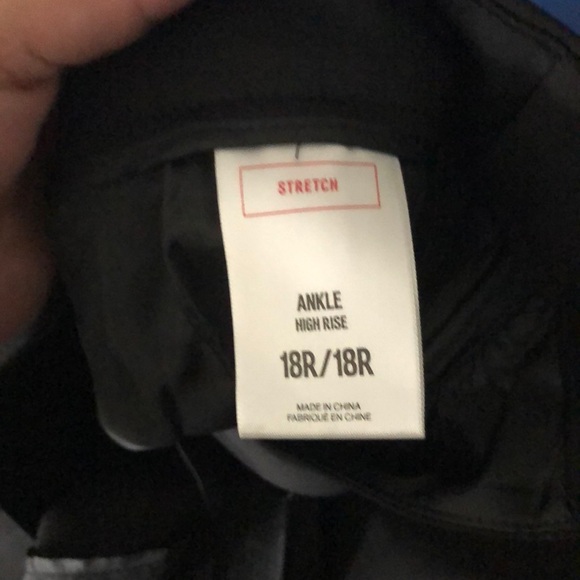 STRETCH
ANKLE
HIGH RISE
18R/18R
MADE IN CHINA
FABRIQUÉ EN CHINE